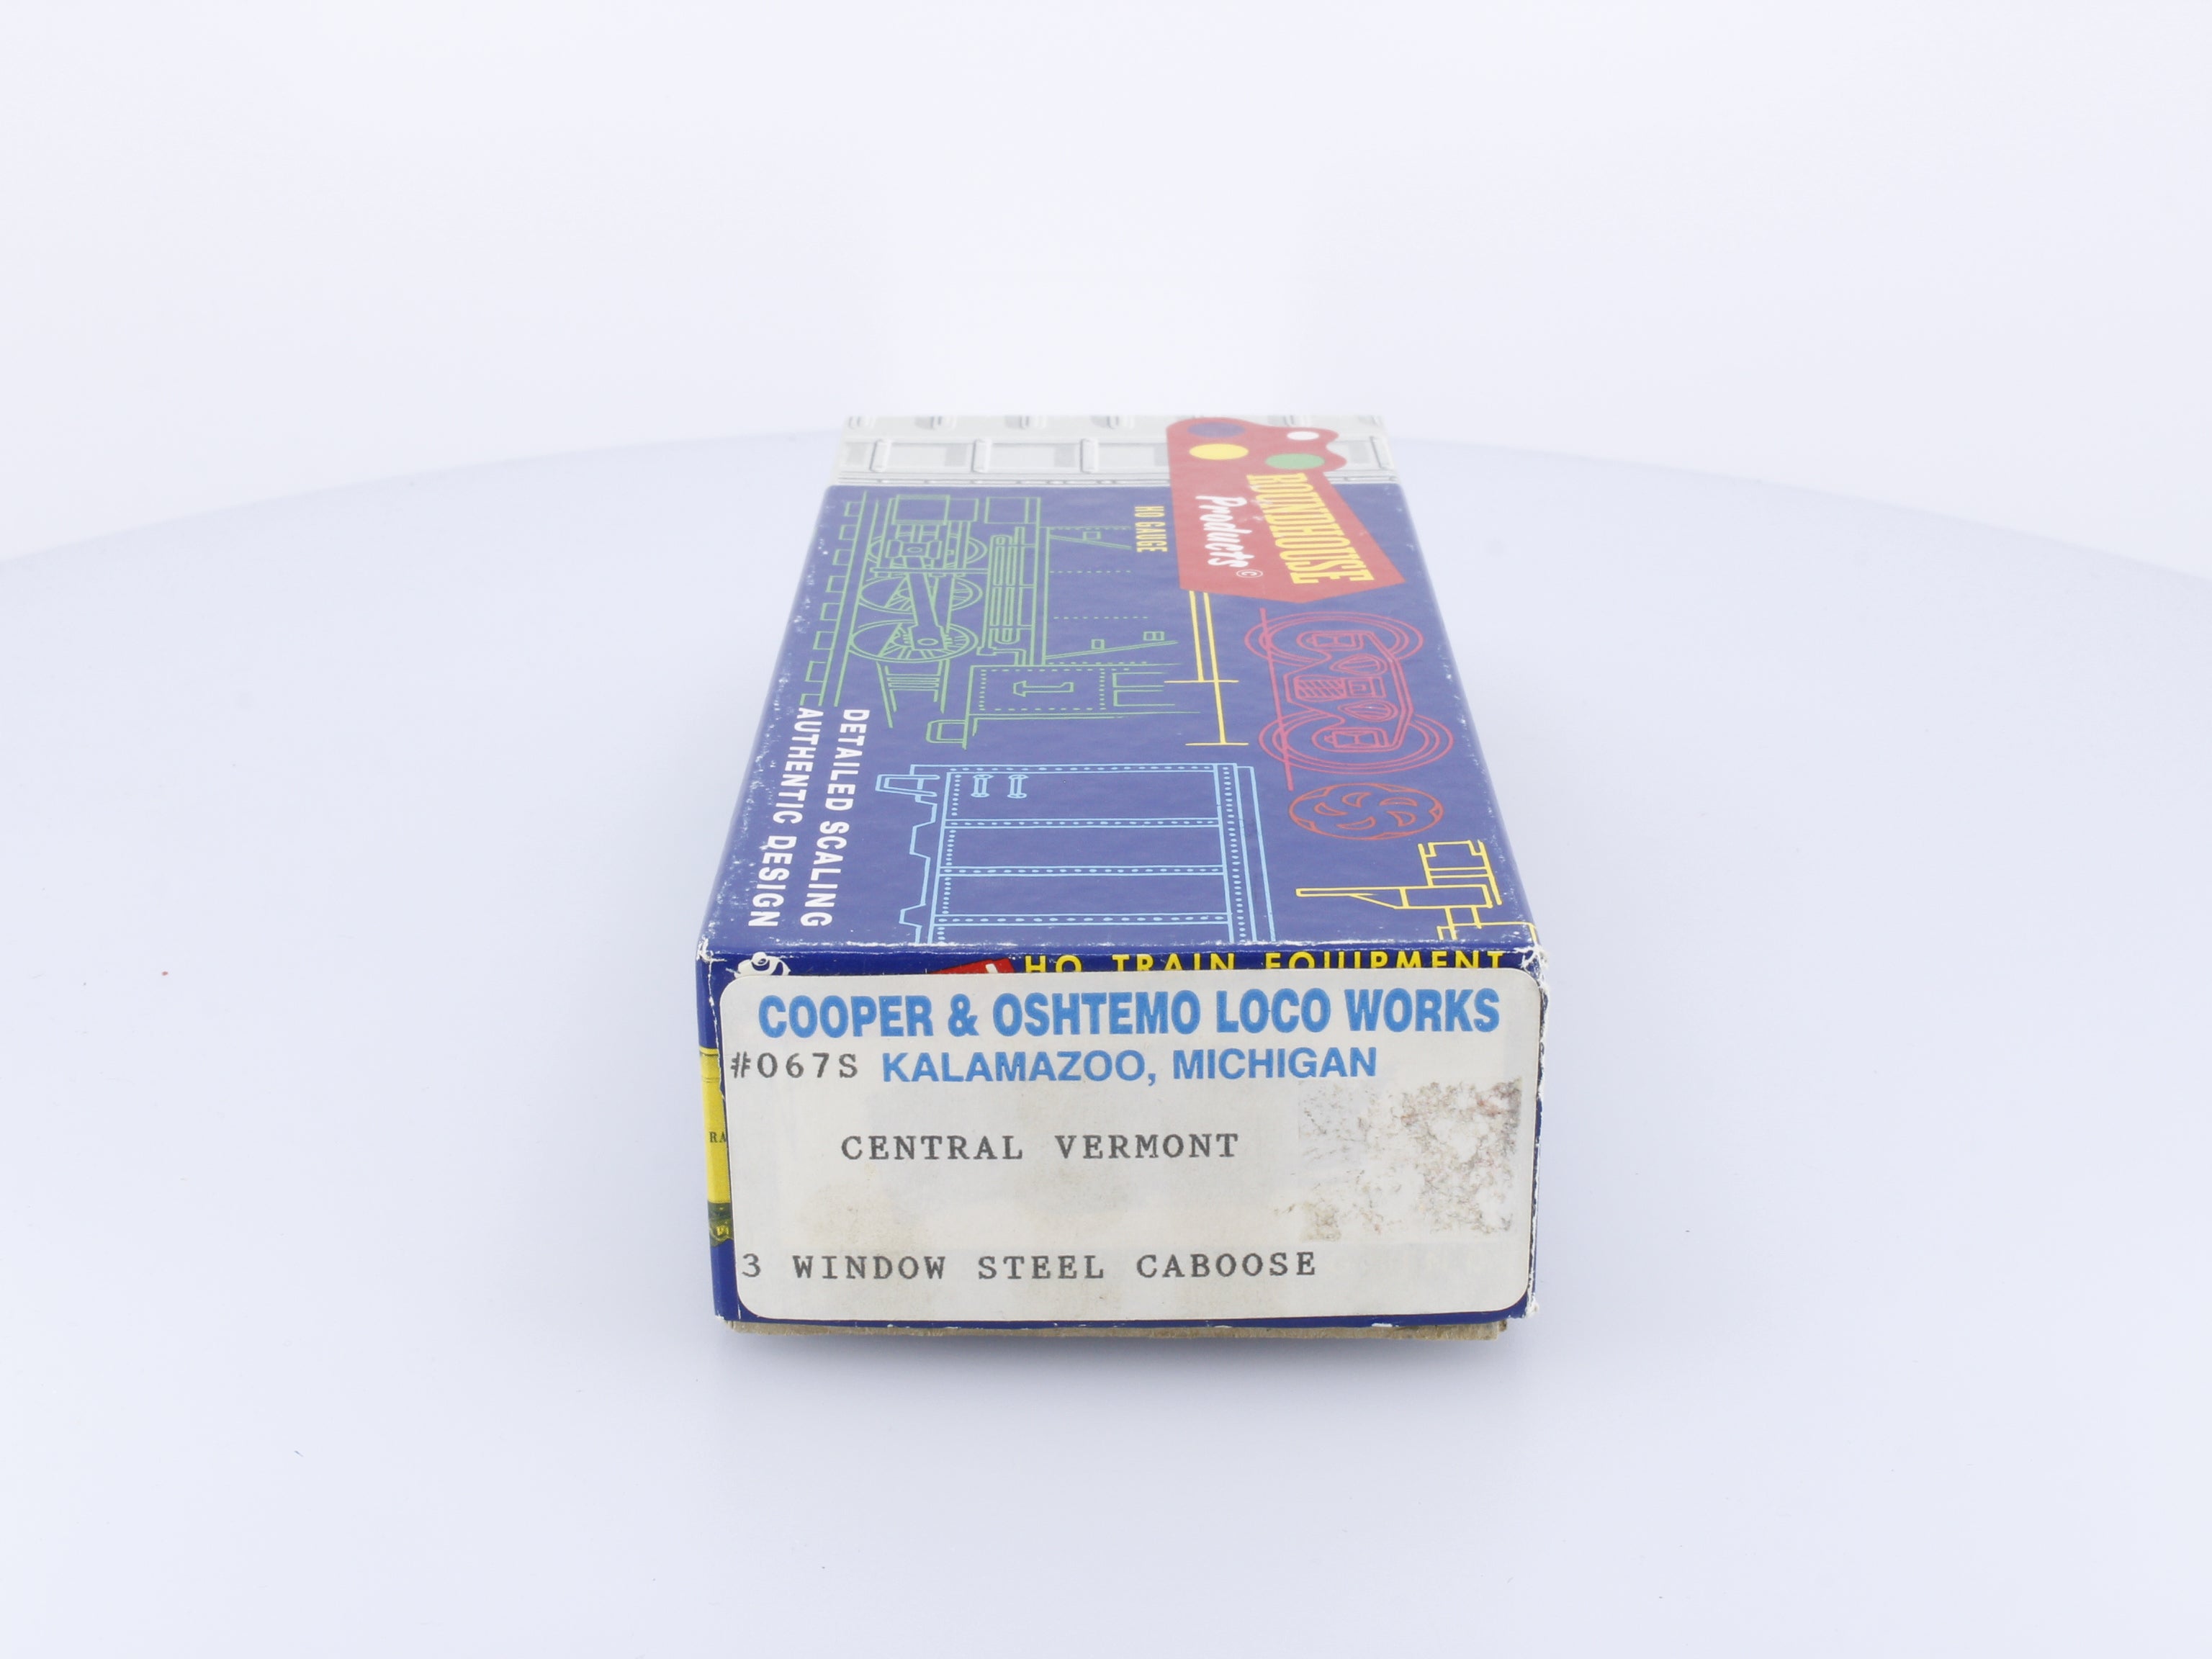 ROUNDHOUSE
Products©
HO GAUGE
DETAILED SCALING
AUTHENTIC DESIGN
HO TRAIN EQUIPMENT
COOPER & OSHTEMO LOCO WORKS
#067S KALAMAZOO, MICHIGAN
CENTRAL VERMONT
3 WINDOW STEEL CABOOSE
RA